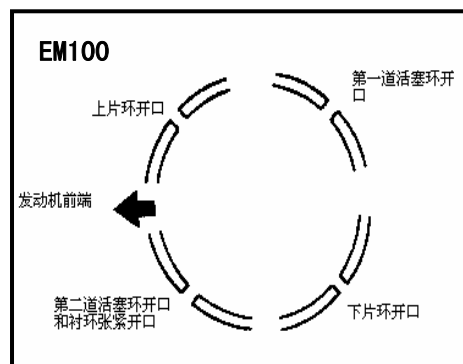 EM100
第一道活塞环开
口
上片环开口
发动机前端
第二道活塞环开口
和衬环张紧开口
下片环开口